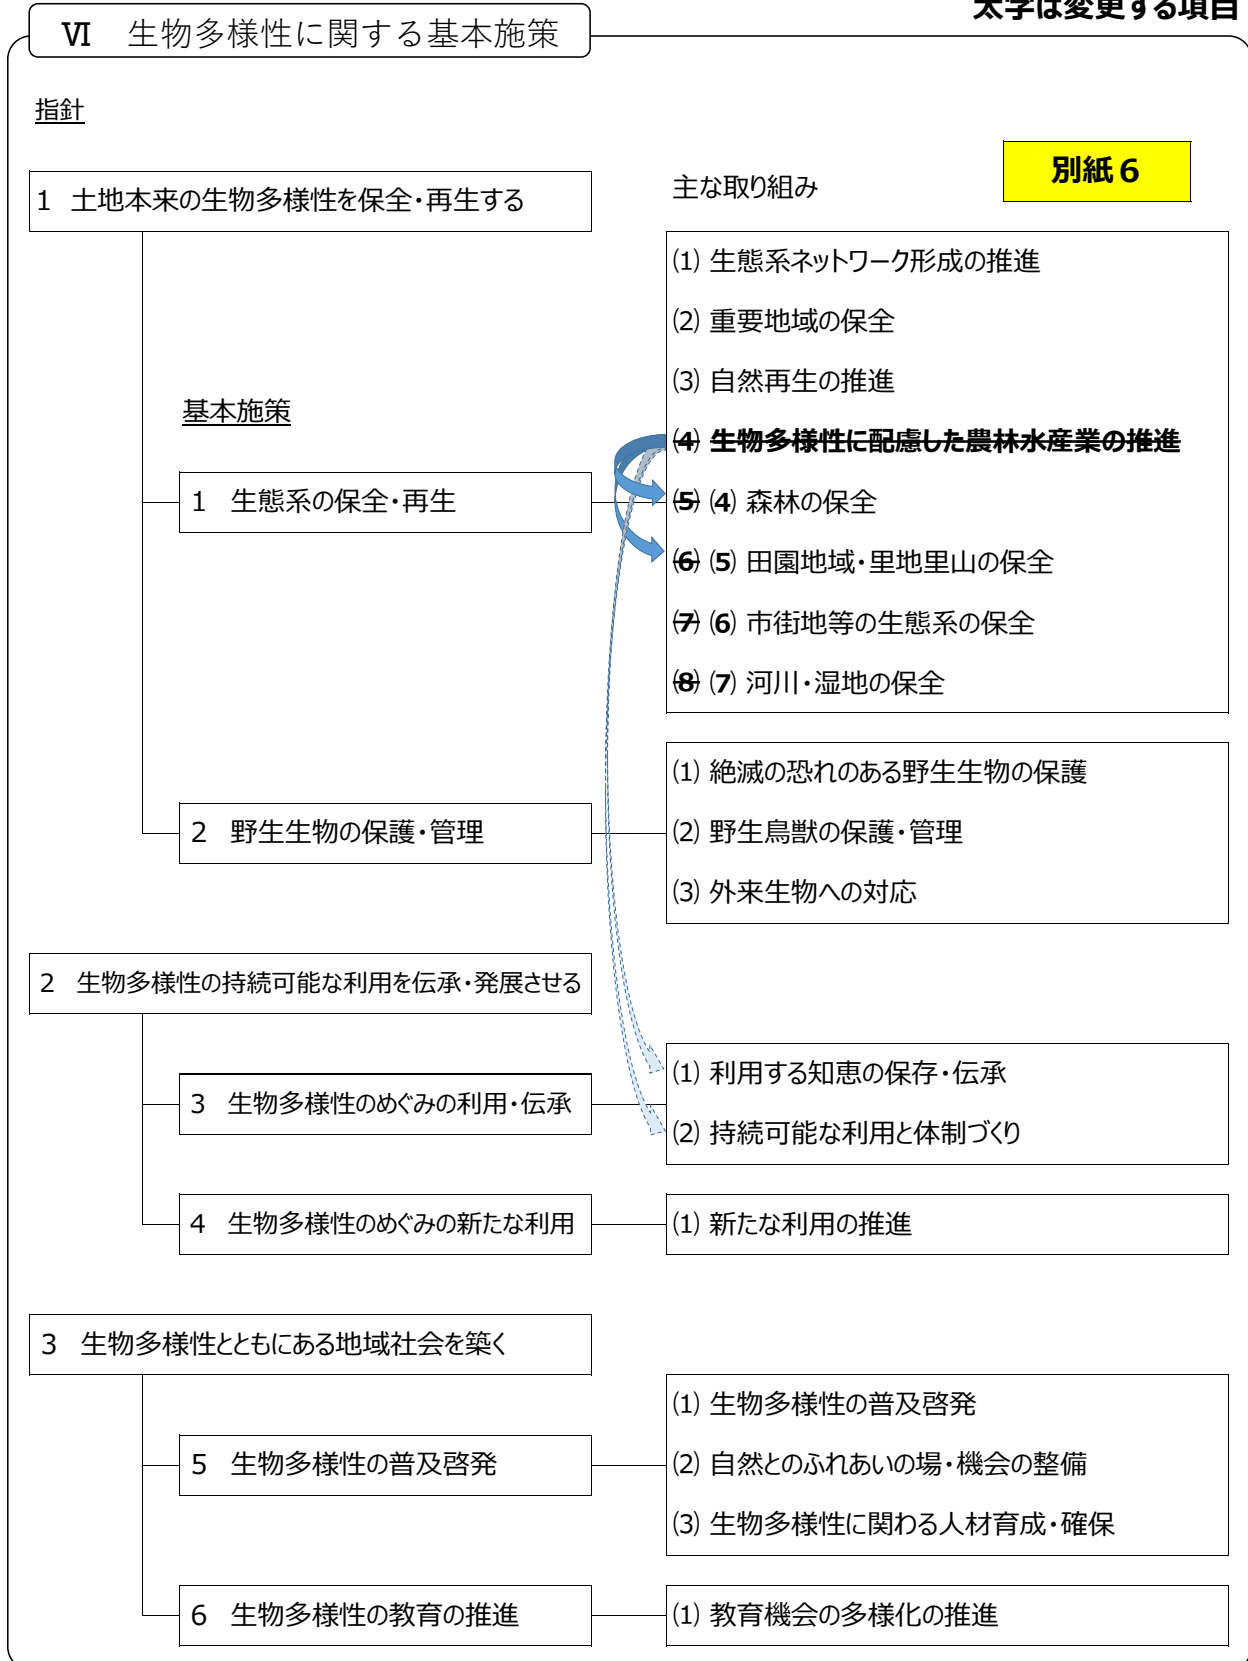 太字は変更する項目
Ⅵ 生物多様性に関する基本施策
指針
別紙６
主な取り組み
1 土地本来の生物多様性を保全・再生する
⑴ 生態系ネットワーク形成の推進
⑵ 重要地域の保全
⑶ 自然再生の推進
基本施策
⑷ 生物多様性に配慮した農林水産業の推進
1 生態系の保全・再生
⑸ ⑷ 森林の保全
⑹ ⑸ 田園地域・里地里山の保全
⑺ ⑹ 市街地等の生態系の保全
⑻ ⑺ 河川・湿地の保全
2 野生生物の保護・管理
⑴ 絶滅の恐れのある野生生物の保護
⑵ 野生鳥獣の保護・管理
⑶ 外来生物への対応
2 生物多様性の持続可能な利用を伝承・発展させる
3 生物多様性のめぐみの利用・伝承
⑴ 利用する知恵の保存・伝承
⑵ 持続可能な利用と体制づくり
4 生物多様性のめぐみの新たな利用
⑴ 新たな利用の推進
3 生物多様性とともにある地域社会を築く
5 生物多様性の普及啓発
⑴ 生物多様性の普及啓発
⑵ 自然とのふれあいの場・機会の整備
⑶ 生物多様性に関わる人材育成・確保
6 生物多様性の教育の推進
⑴ 教育機会の多様化の推進